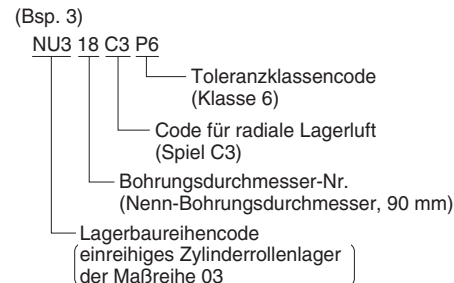 (Bsp. 3)
NU3 18 C3 P6
Toleranzklassencode
(Klasse 6)
Code für radiale Lagerluft
(Spiel C3)
Bohrungsdurchmesser-Nr.
(Nenn-Bohrungsdurchmesser, 90 mm)
Lagerbaureihencode
(einreihiges Zylinderrollenlager
der Maßreihe 03)